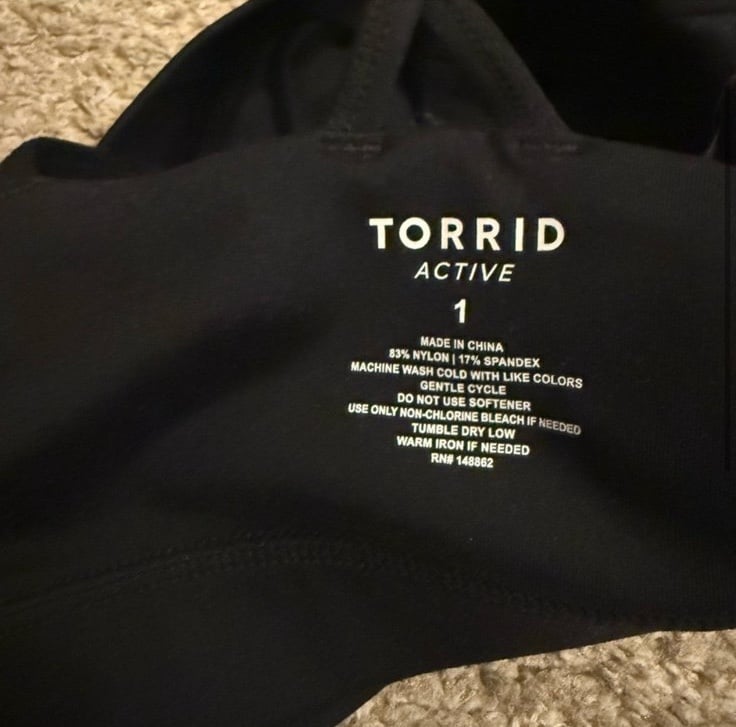 TORRID
ACTIVE
1
MADE IN CHINA
83% NYLON | 17% SPANDEX
MACHINE WASH COLD WITH LIKE COLORS
GENTLE CYCLE
DO NOT USE SOFTENER
USE ONLY NON-CHLORINE BLEACH IF NEEDED
TUMBLE DRY LOW
WARM IRON IF NEEDED
RN# 148862